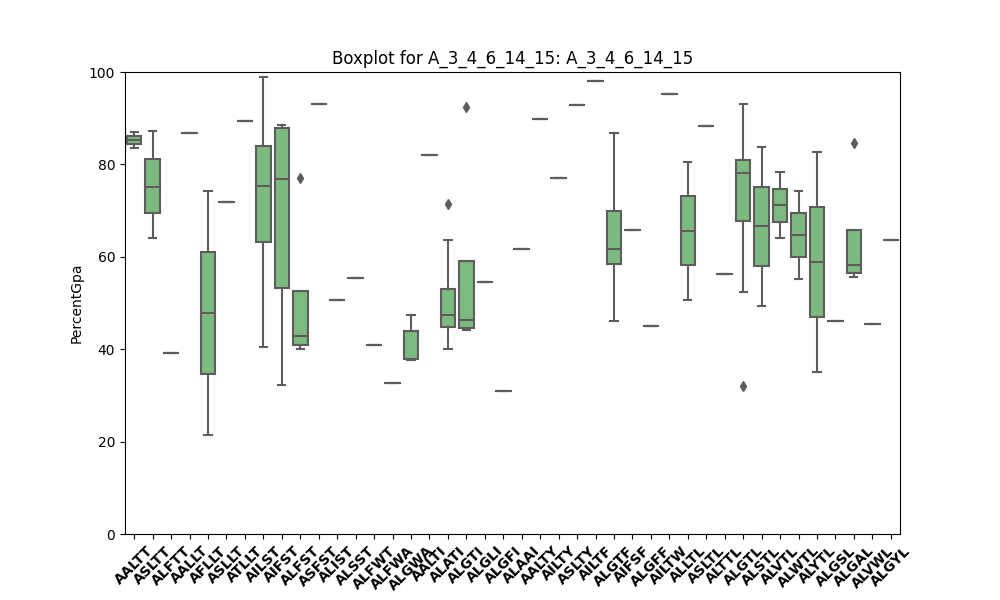 Boxplot for A_3_4_6_14_15: A_3_4_6_14_15
100
80
60
40
20
0
PercentGpa
AALTT
ASLTT
ALFTT
AALLT
AFLLT
ASLLT
ATLLT
AILST
AIFST
ALFST
ASFST
ALIST
ALSST
ALFWT
ALFWA
ALGWA
AALTI
ALATI
ALGTI
ALGLI
ALGFI
ALAAI
AALTY
AILTY
ASLTY
AILTF
ALGTF
AIFSF
ALGFF
AILTW
ALLTL
ASLTL
ALTTL
ALGTL
ALSTL
ALVTL
ALWTL
ALYTL
ALGSL
ALGAL
ALVWL
ALGYL